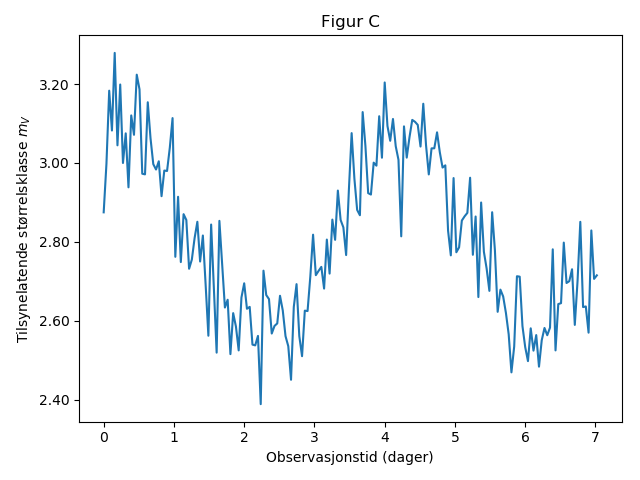 Figur C
Tilsynelatende størrelsklasse $m_V$
3.20
3.00
2.80
2.60
2.40
0 1 2 3 4 5 6 7
Observasjonstid (dager)